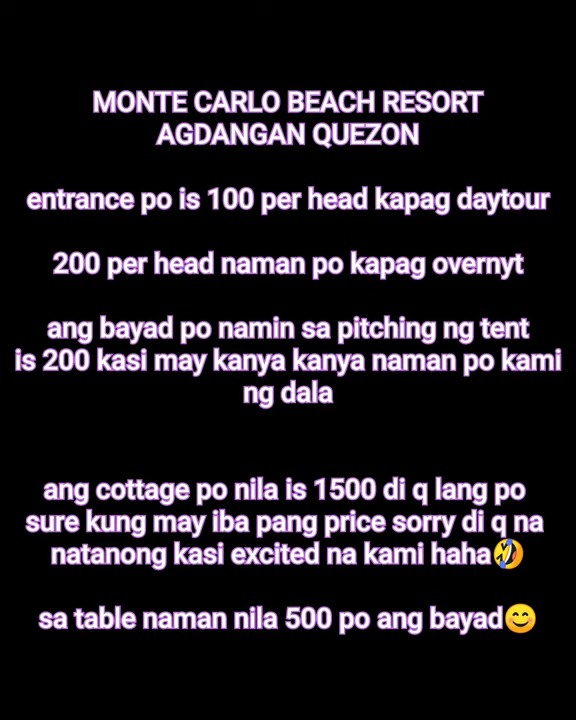 MONTE CARLO BEACH RESORT
AGDANGAN QUEZON
entrance po is 100 per head kapag daytour
200 per head naman po kapag overnyt
ang bayad po namin sa pitching ng tent
is 200 kasi may kanya kanya naman po kami
ng dala
ang cottage po nila is 1500 di q lang po
sure kung may iba pang price sorry di q na
natanong kasi excited na kami haha🤣
sa table naman nila 500 po ang bayad😊